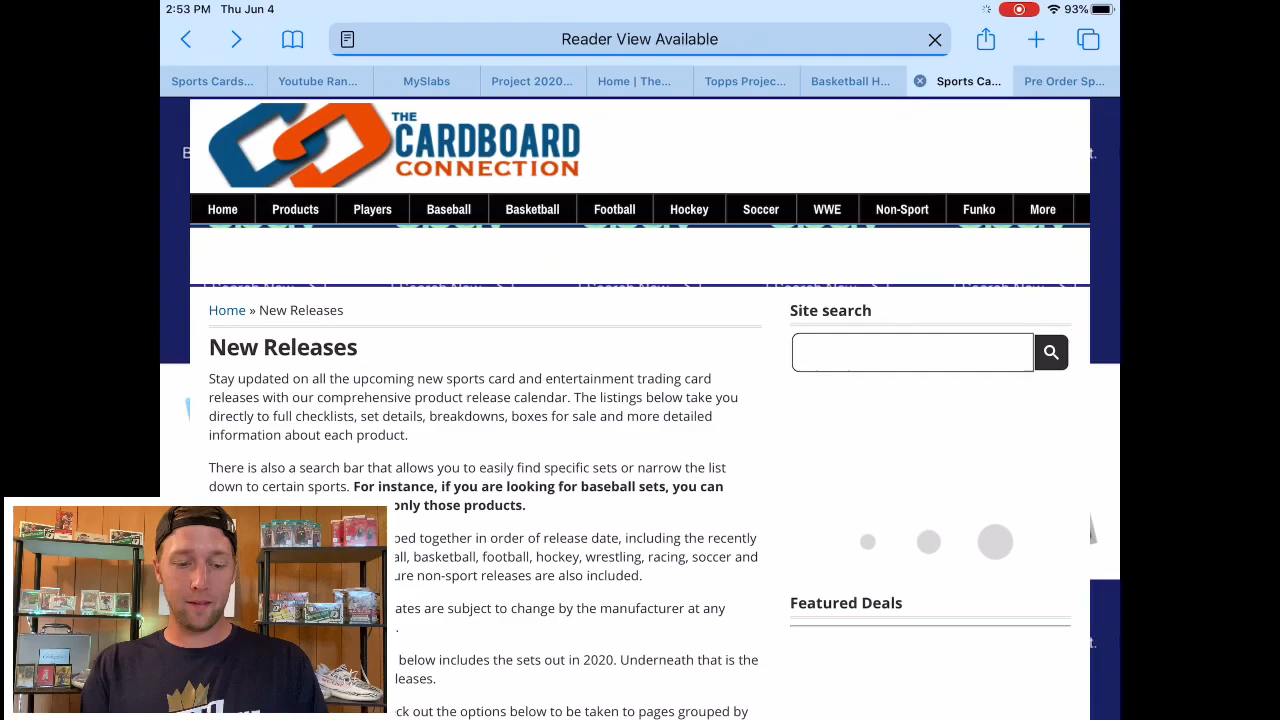 2:53 PM Thu Jun 4
93%
Reader View Available
Sports Cards...
Youtube Ran...
MySlabs
Project 2020...
Home | The...
Topps Projec...
Basketball H...
Sports Ca...
Pre Order Sp...
THE
CARDBOARD
CONNECTION
Home Products Players Baseball Basketball Football Hockey Soccer WWE Non-Sport Funko More
Home » New Releases
New Releases
Stay updated on all the upcoming new sports card and entertainment trading card
releases with our comprehensive product release calendar. The listings below take you
directly to full checklists, set details, breakdowns, boxes for sale and more detailed
information about each product.
There is also a search bar that allows you to easily find specific sets or narrow the list
down to certain sports. For instance, if you are looking for baseball sets, you can
only those products.
ped together in order of release date, including the recently
all, basketball, football, hockey, wrestling, racing, soccer and
ure non-sport releases are also included.
ates are subject to change by the manufacturer at any
.
below includes the sets out in 2020. Underneath that is the
leases.
ck out the options below to be taken to pages grouped by
Site search
Featured Deals